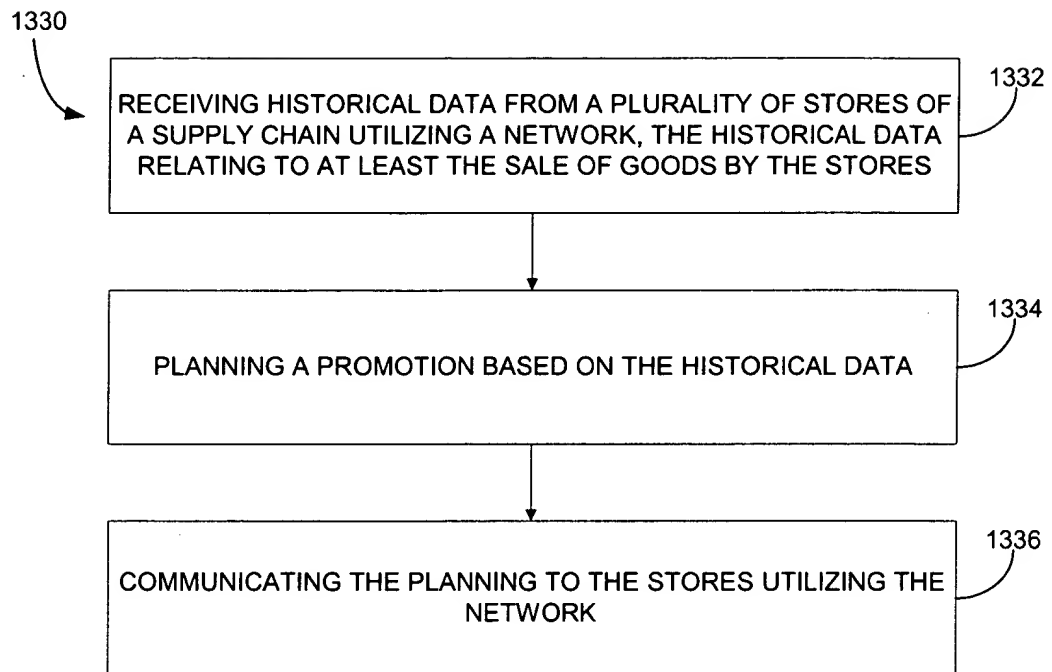 1330
1332
RECEIVING HISTORICAL DATA FROM A PLURALITY OF STORES OF
A SUPPLY CHAIN UTILIZING A NETWORK, THE HISTORICAL DATA
RELATING TO AT LEAST THE SALE OF GOODS BY THE STORES
1334
PLANNING A PROMOTION BASED ON THE HISTORICAL DATA
1336
COMMUNICATING THE PLANNING TO THE STORES UTILIZING THE
NETWORK